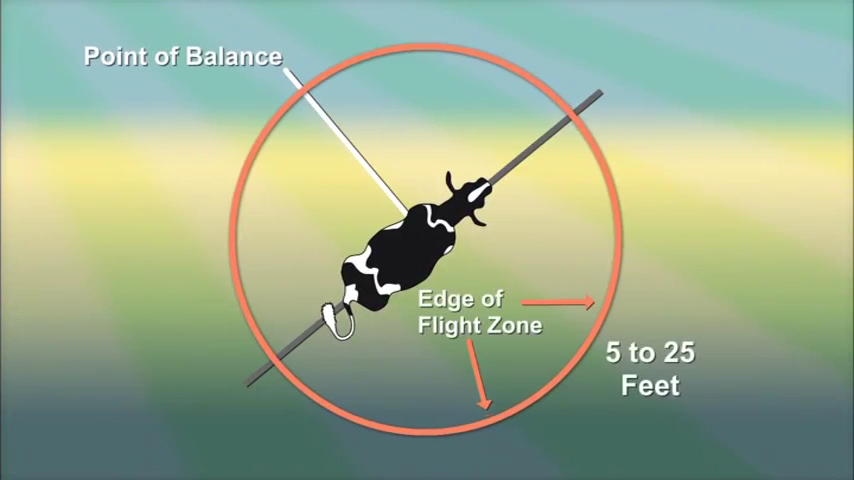 Point of Balance
Edge of
Flight Zone
5 to 25
Feet